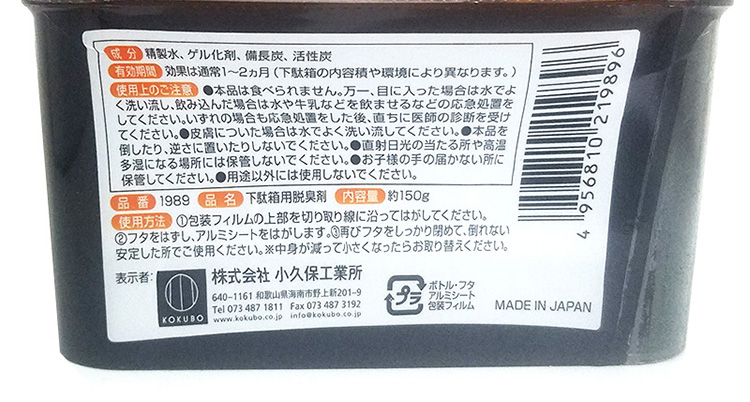 成分 精製水、ゲル化剤、備長炭、活性炭
有効期間 効果は通常1〜2ヵ月(下駄箱の内容積や環境により異なります。)
使用上のご注意 ●本品は食べられません。万一、目に入った場合は水でよ
く洗い流し、飲み込んだ場合は水や牛乳などを飲ませるなどの応急処置を
してください。いずれの場合も応急処置をした後、直ちに医師の診断を受け
てください。●皮膚についた場合は水でよく洗い流してください。●本品を
倒したり、逆さに置いたりしないでください。●直射日光の当たる所や高温
多湿になる場所には保管しないでください。●お子様の手の届かない所に
保管してください。●用途以外には使用しないでください。
品番 1989 品名 下駄箱用脱臭剤 内容量 約150g
使用方法 ①包装フィルムの上部を切り取り線に沿ってはがしてください。
②フタをはずし、アルミシートをはがします。③再びフタをしっかり閉めて、倒れない
安定した所でご使用ください。※中身が減って小さくなったらお取り替えください。
表示者:
KOKUBO
株式会社 小久保工業所
640-1161 和歌山県海南市野上新201-9
Tel 073 487 1811 Fax 073 487 3192
www.kokubo.co.jp info@kokubo.co.jp
プラ
ボトル・フタ
アルミシート
包装フィルム
MADE IN JAPAN
4 956810 219896